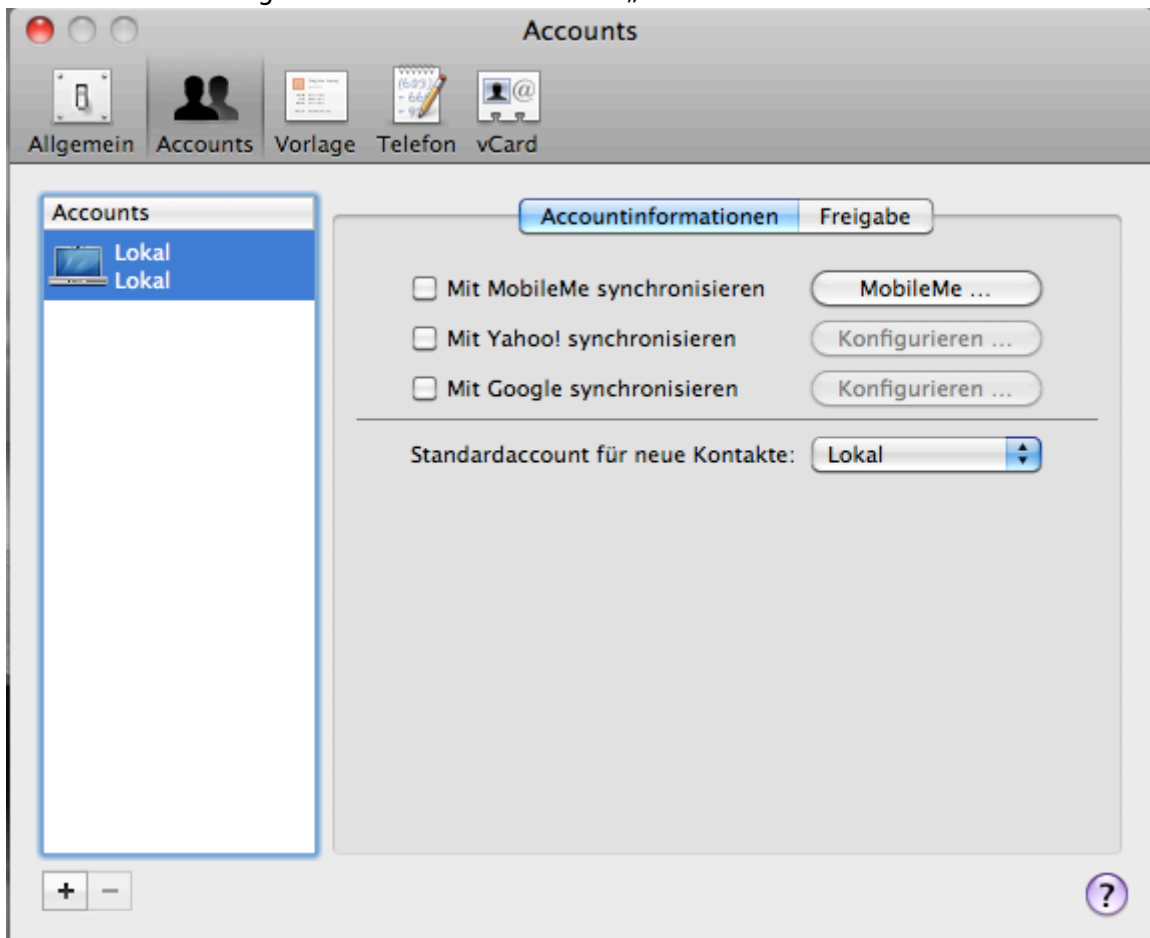 Accounts
Allgemein Accounts Vorlage Telefon vCard
Accounts
Lokal
Lokal
Accountinformationen Freigabe
Mit MobileMe synchronisieren MobileMe ...
Mit Yahoo! synchronisieren Konfigurieren ...
Mit Google synchronisieren Konfigurieren ...
Standardaccount für neue Kontakte: Lokal
+ −
?